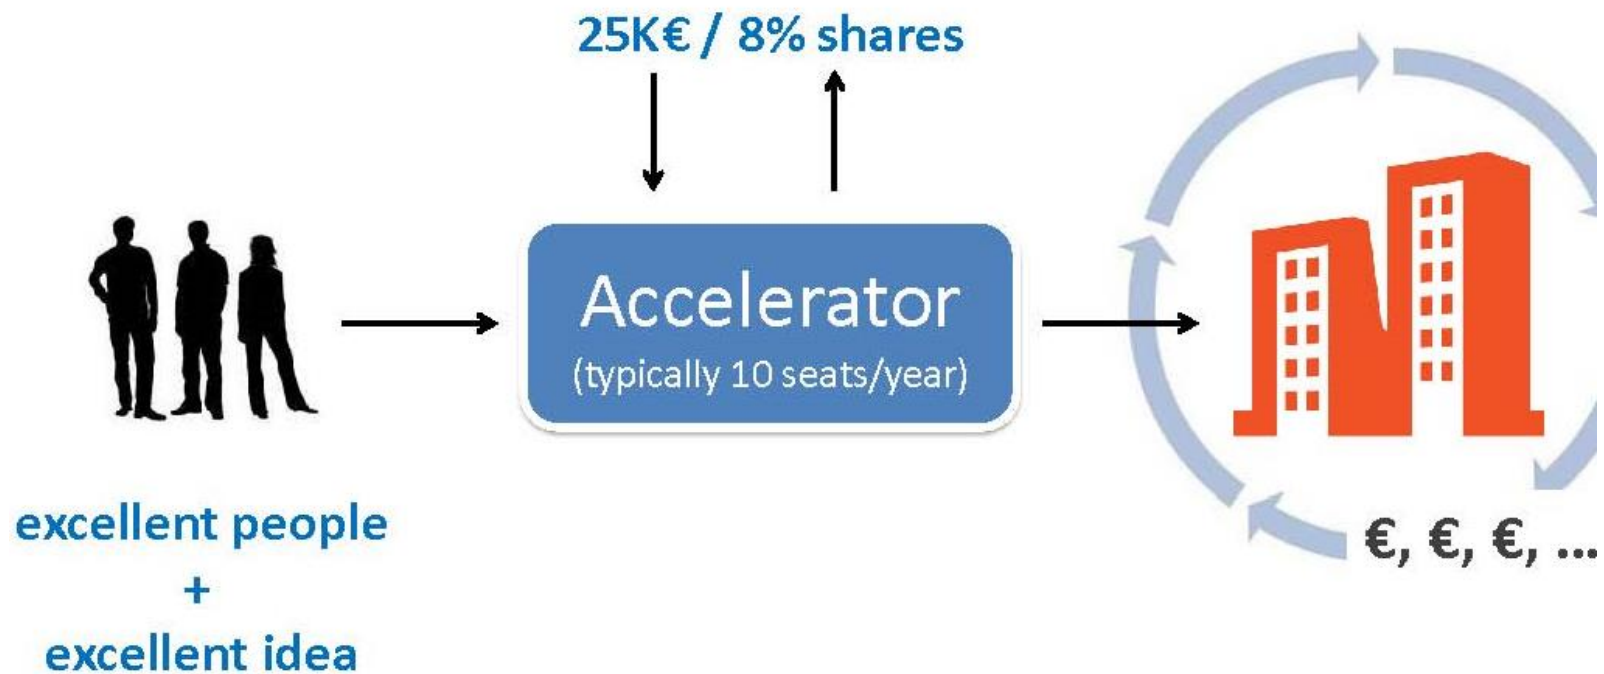 25K€ / 8% shares
Accelerator
(typically 10 seats/year)
excellent people
+
excellent idea
€, €, €, ...